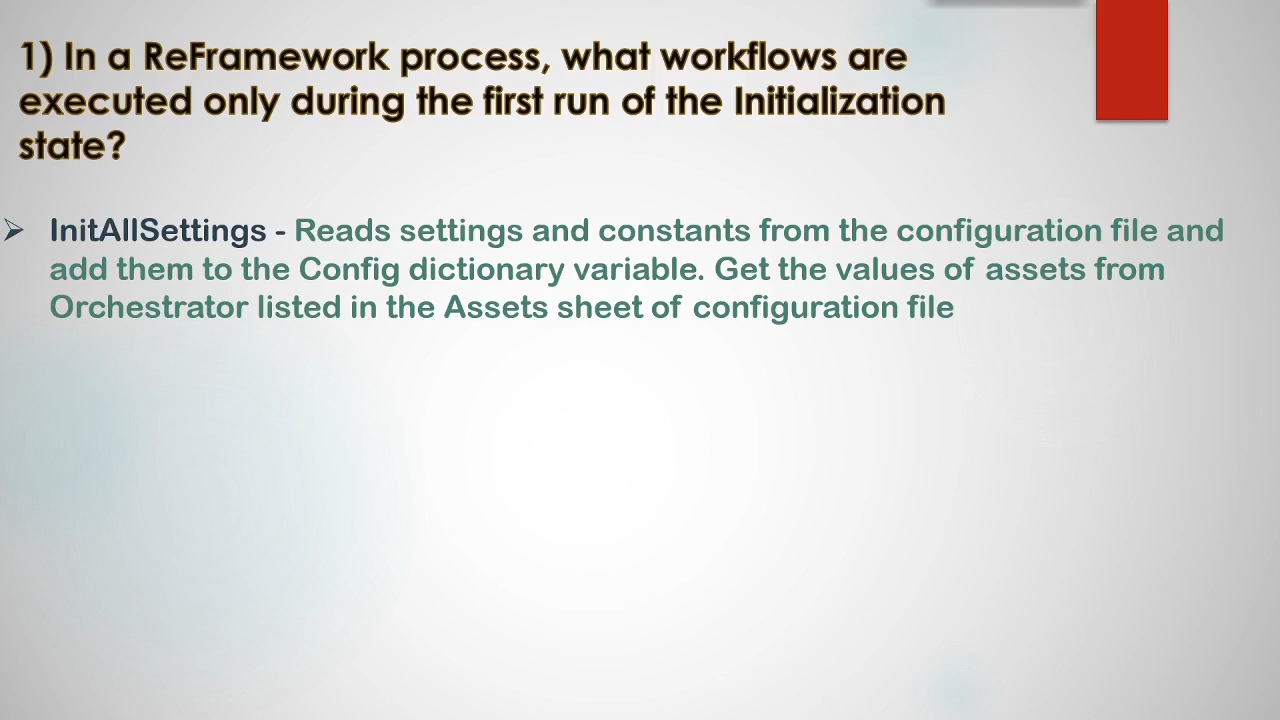 1) In a ReFramework process, what workflows are
executed only during the first run of the Initialization
state?
➢ InitAllSettings - Reads settings and constants from the configuration file and
add them to the Config dictionary variable. Get the values of assets from
Orchestrator listed in the Assets sheet of configuration file